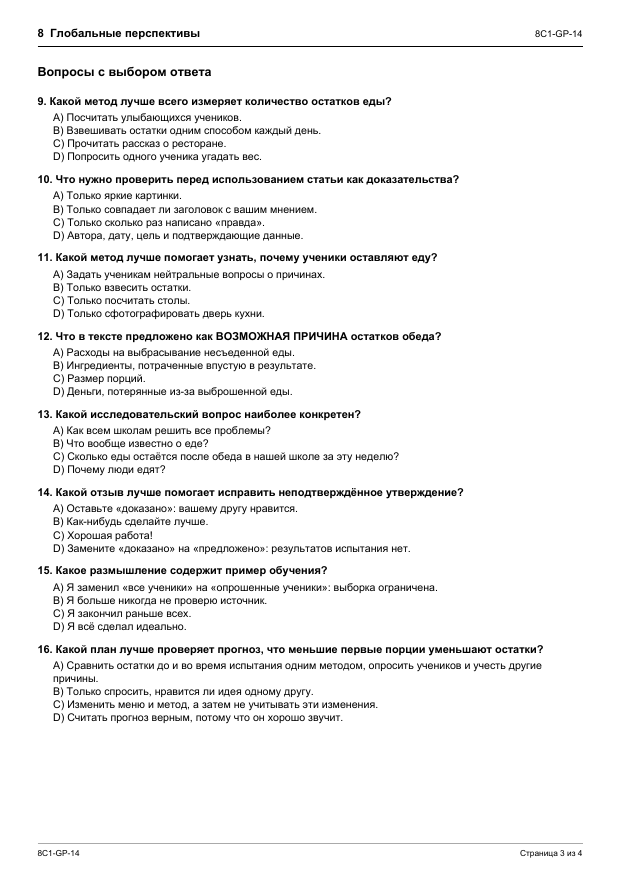 8 Глобальные перспективы
8C1-GP-14
Вопросы с выбором ответа
9. Какой метод лучше всего измеряет количество остатков еды?
A) Посчитать улыбающихся учеников.
B) Взвешивать остатки одним способом каждый день.
C) Прочитать рассказ о ресторане.
D) Попросить одного ученика угадать вес.
10. Что нужно проверить перед использованием статьи как доказательства?
A) Только яркие картинки.
B) Только совпадает ли заголовок с вашим мнением.
C) Только сколько раз написано «правда».
D) Автора, дату, цель и подтверждающие данные.
11. Какой метод лучше помогает узнать, почему ученики оставляют еду?
A) Задать ученикам нейтральные вопросы о причинах.
B) Только взвесить остатки.
C) Только посчитать столы.
D) Только сфотографировать дверь кухни.
12. Что в тексте предложено как ВОЗМОЖНАЯ ПРИЧИНА остатков обеда?
A) Расходы на выбрасывание несъеденной еды.
B) Ингредиенты, потраченные впустую в результате.
C) Размер порций.
D) Деньги, потерянные из-за выброшенной еды.
13. Какой исследовательский вопрос наиболее конкретен?
A) Как всем школам решить все проблемы?
B) Что вообще известно о еде?
C) Сколько еды остаётся после обеда в нашей школе за эту неделю?
D) Почему люди едят?
14. Какой отзыв лучше помогает исправить неподтверждённое утверждение?
A) Оставьте «доказано»: вашему другу нравится.
B) Как-нибудь сделайте лучше.
C) Хорошая работа!
D) Замените «доказано» на «предложено»: результатов испытания нет.
15. Какое размышление содержит пример обучения?
A) Я заменил «все ученики» на «опрошенные ученики»: выборка ограничена.
B) Я больше никогда не проверю источник.
C) Я закончил раньше всех.
D) Я всё сделал идеально.
16. Какой план лучше проверяет прогноз, что меньшие первые порции уменьшают остатки?
A) Сравнить остатки до и во время испытания одним методом, опросить учеников и учесть другие
причины.
B) Только спросить, нравится ли идея одному другу.
C) Изменить меню и метод, а затем не учитывать эти изменения.
D) Считать прогноз верным, потому что он хорошо звучит.
8C1-GP-14
Страница 3 из 4